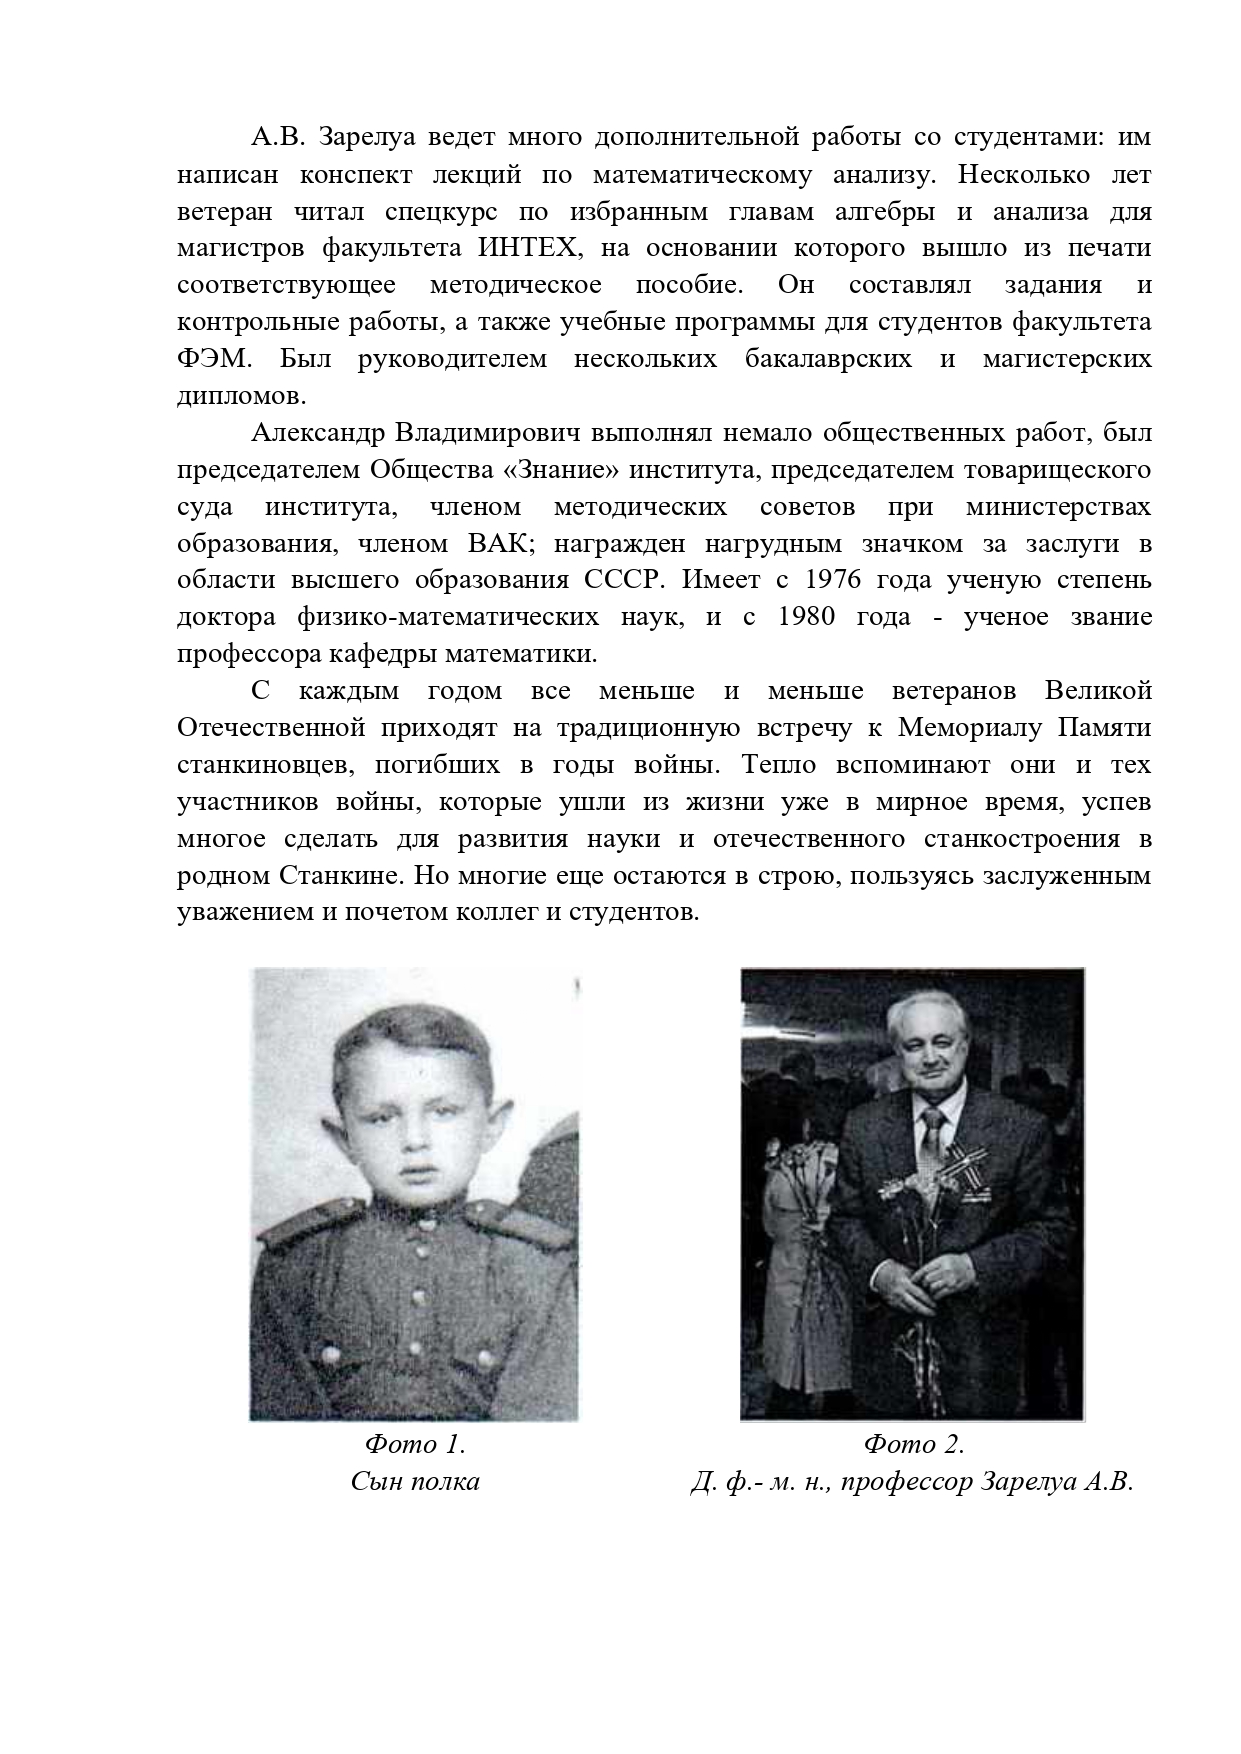 А.В. Зарелуа ведет много дополнительной работы со студентами: им
написан конспект лекций по математическому анализу. Несколько лет
ветеран читал спецкурс по избранным главам алгебры и анализа для
магистров факультета ИНТЕХ, на основании которого вышло из печати
соответствующее методическое пособие. Он составлял задания и
контрольные работы, а также учебные программы для студентов факультета
ФЭМ. Был руководителем нескольких бакалаврских и магистерских
дипломов.
Александр Владимирович выполнял немало общественных работ, был
председателем Общества «Знание» института, председателем товарищеского
суда института, членом методических советов при министерствах
образования, членом ВАК; награжден нагрудным значком за заслуги в
области высшего образования СССР. Имеет с 1976 года ученую степень
доктора физико-математических наук, и с 1980 года - ученое звание
профессора кафедры математики.
С каждым годом все меньше и меньше ветеранов Великой
Отечественной приходят на традиционную встречу к Мемориалу Памяти
станкиновцев, погибших в годы войны. Тепло вспоминают они и тех
участников войны, которые ушли из жизни уже в мирное время, успев
многое сделать для развития науки и отечественного станкостроения в
родном Станкине. Но многие еще остаются в строю, пользуясь заслуженным
уважением и почетом коллег и студентов.
Фото 1.
Сын полка
Фото 2.
Д. ф.- м. н., профессор Зарелуа А.В.